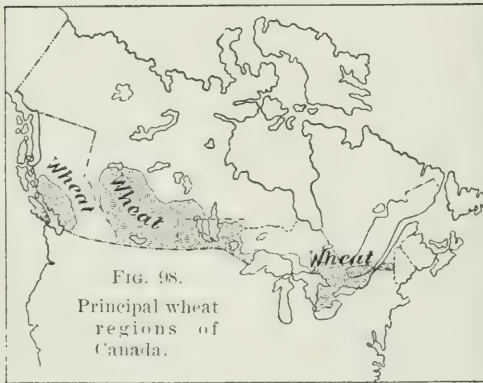 Wheat
Wheat
Wheat
FIG. 98.
Principal wheat
regions of
Canada.